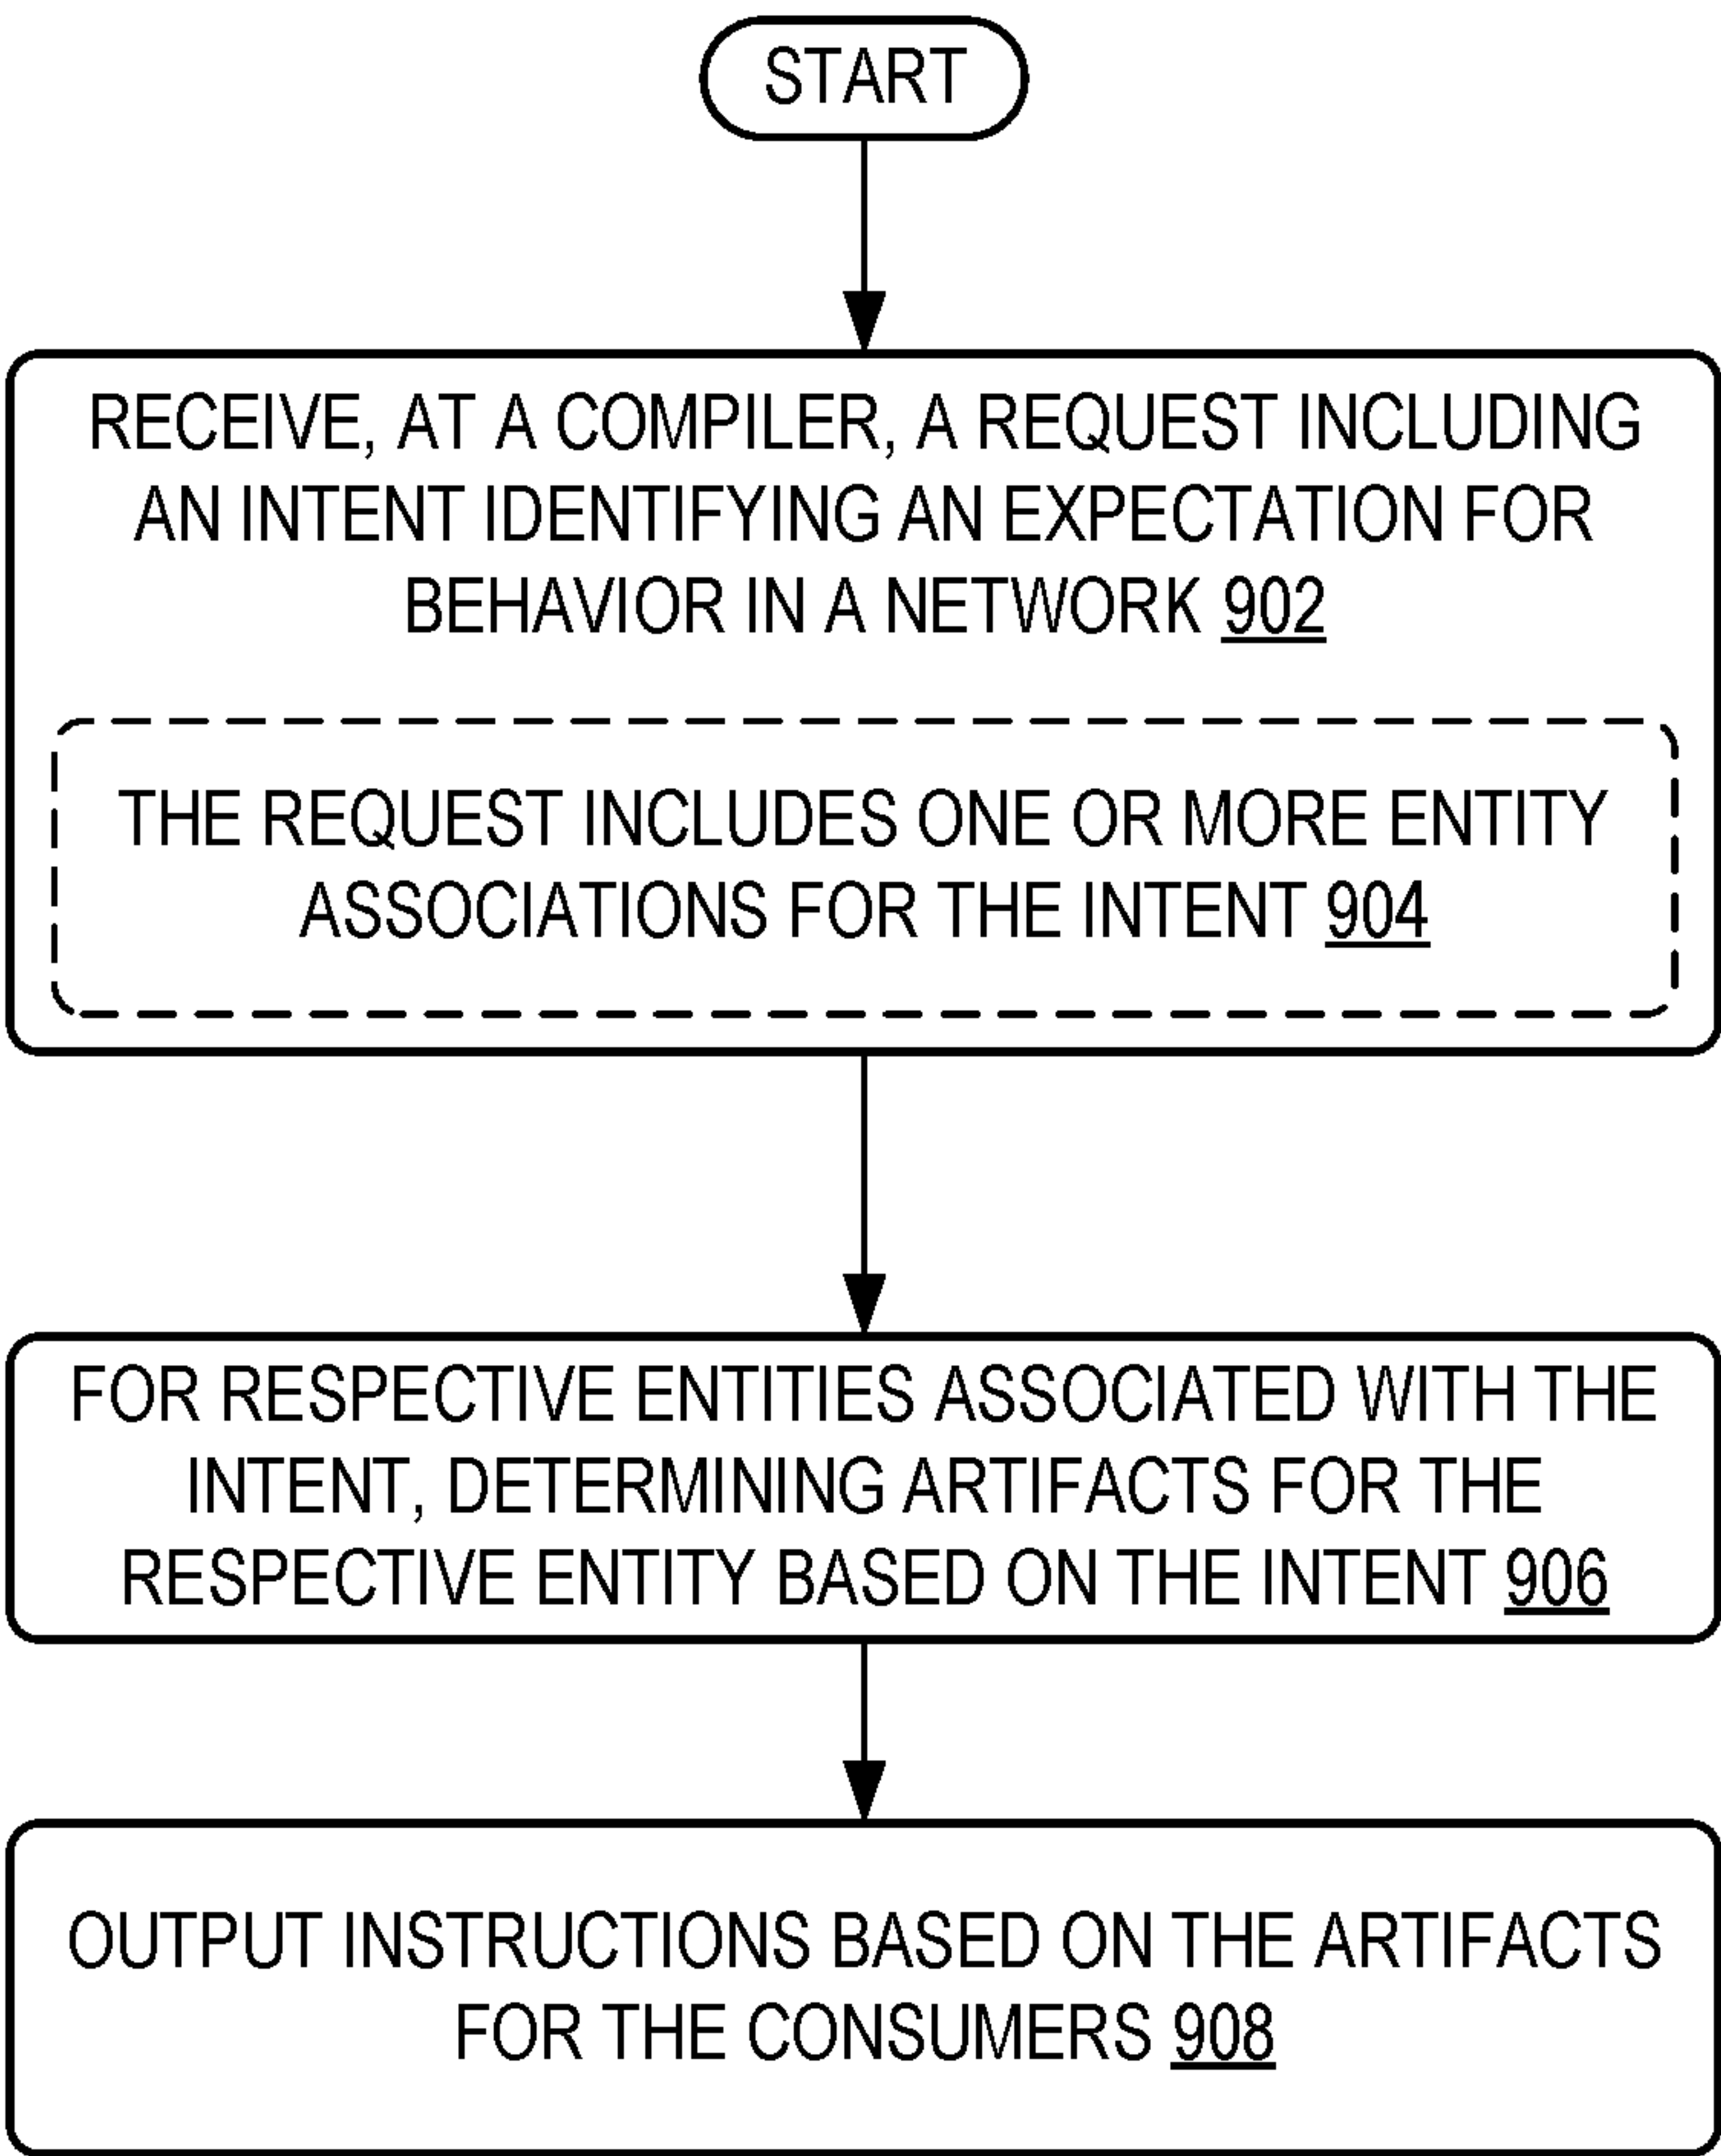 START
RECEIVE, AT A COMPILER, A REQUEST INCLUDING
AN INTENT IDENTIFYING AN EXPECTATION FOR
BEHAVIOR IN A NETWORK 902
THE REQUEST INCLUDES ONE OR MORE ENTITY
ASSOCIATIONS FOR THE INTENT 904
FOR RESPECTIVE ENTITIES ASSOCIATED WITH THE
INTENT, DETERMINING ARTIFACTS FOR THE
RESPECTIVE ENTITY BASED ON THE INTENT 906
OUTPUT INSTRUCTIONS BASED ON THE ARTIFACTS
FOR THE CONSUMERS 908